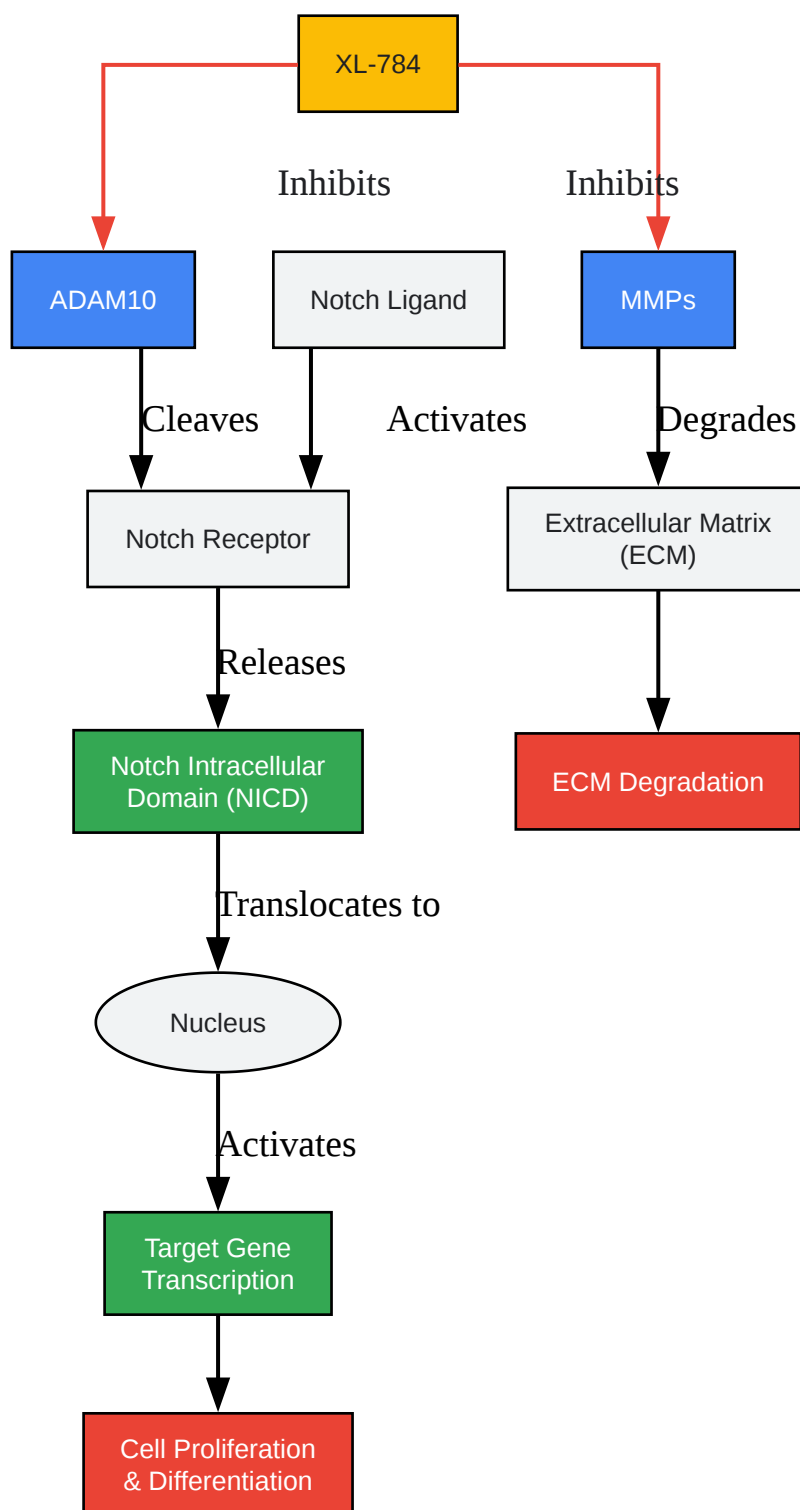 XL-784
Inhibits
Inhibits
ADAM10
Notch Ligand
MMPs
Cleaves
Activates
Degrades
Notch Receptor
Extracellular Matrix
(ECM)
Releases
Notch Intracellular
Domain (NICD)
ECM Degradation
Translocates to
Nucleus
Activates
Target Gene
Transcription
Cell Proliferation
& Differentiation